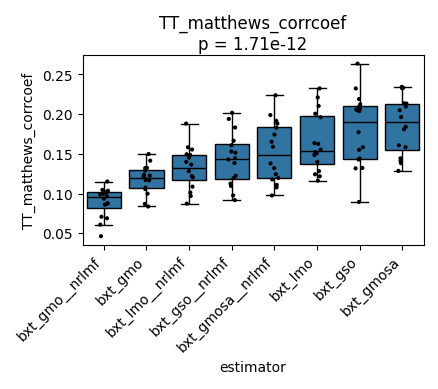 TT_matthews_corrcoef
p = 1.71e-12
TT_matthews_corrcoef
0.25
0.20
0.15
0.10
0.05
bxt_gmo__nrlmf
bxt_gmo
bxt_lmo__nrlmf
bxt_gso__nrlmf
bxt_gmosa__nrlmf
bxt_lmo
bxt_gso
bxt_gmosa
estimator